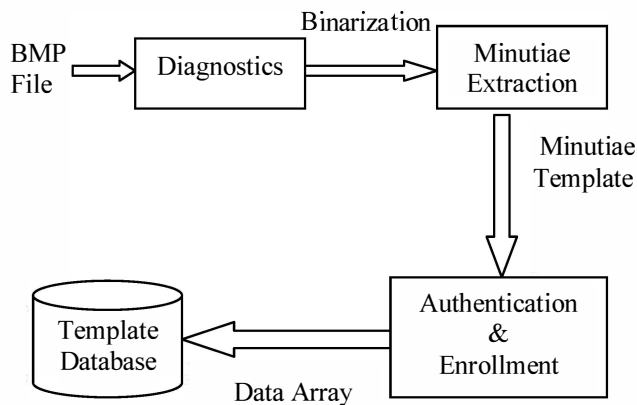 Binarization
BMP
File
Diagnostics
Minutiae
Extraction
Minutiae
Template
Authentication
&
Enrollment
Template
Database
Data Array